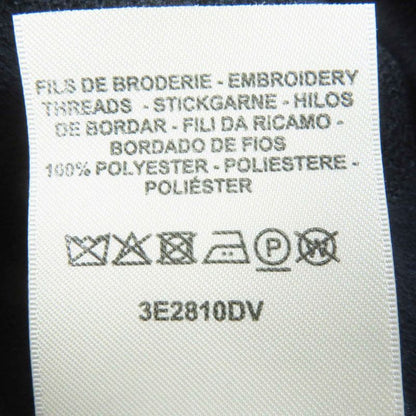 FILS DE BRODERIE - EMBROIDERY
THREADS - STICKGARNE - HILOS
DE BORDAR - FILI DA RICAMO -
BORDADO DE FIOS
100% POLYESTER - POLIESTERE -
POLIÉSTER
P W
3E2810DV